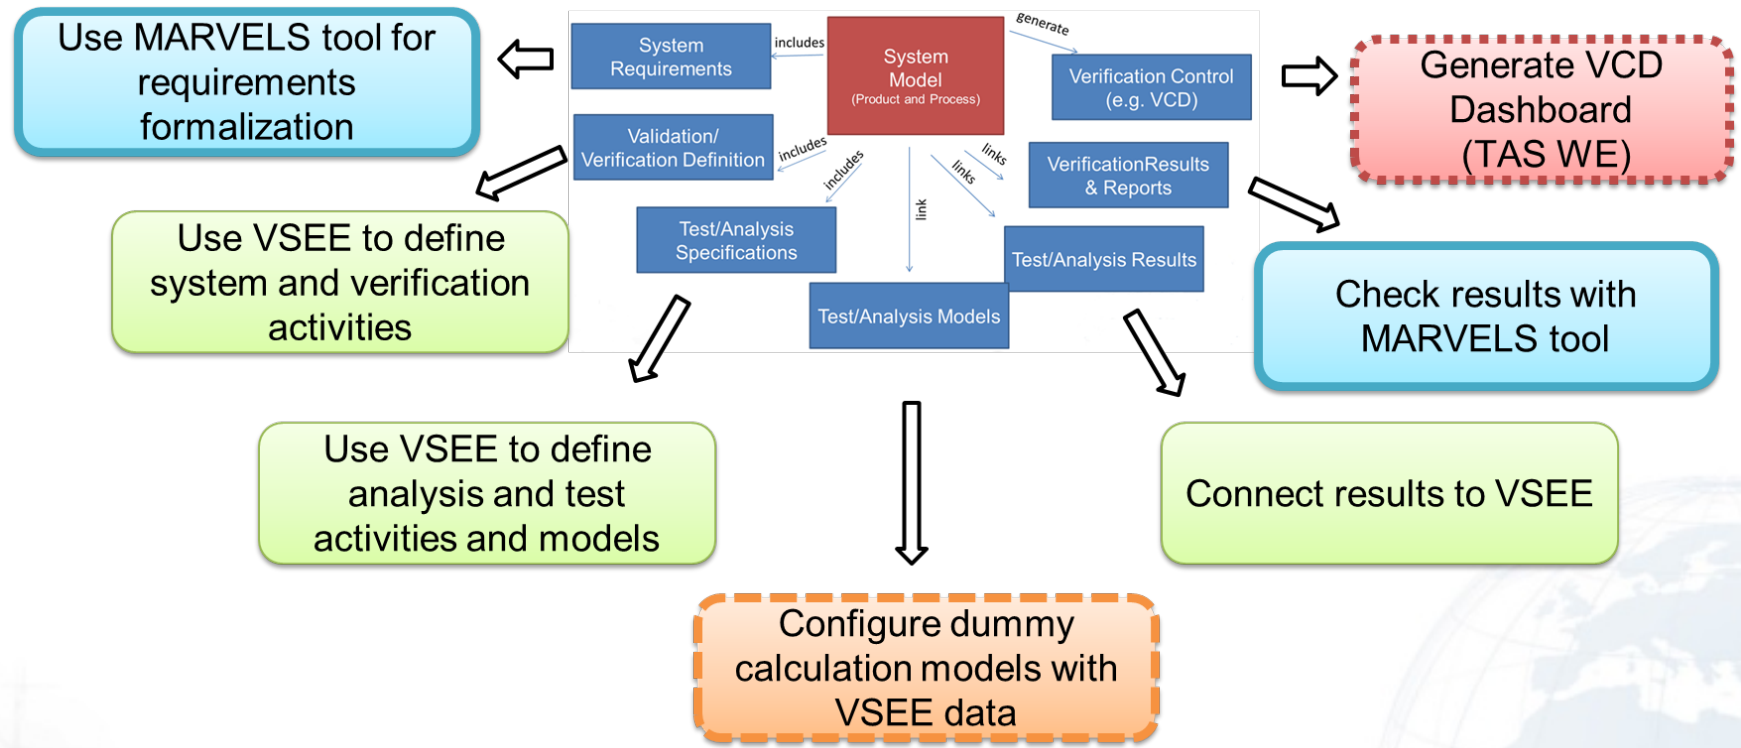 Use MARVELS tool for
requirements
formalization
System
Requirements
includes
System
Model
(Product and Process)
generate
Verification Control
(e.g. VCD)
Generate VCD
Dashboard
(TAS WE)
Validation/
Verification Definition
includes
includes
link
links
links
VerificationResults
& Reports
Use VSEE to define
system and verification
activities
Test/Analysis
Specifications
Test/Analysis Results
Test/Analysis Models
Check results with
MARVELS tool
Use VSEE to define
analysis and test
activities and models
Connect results to VSEE
Configure dummy
calculation models with
VSEE data